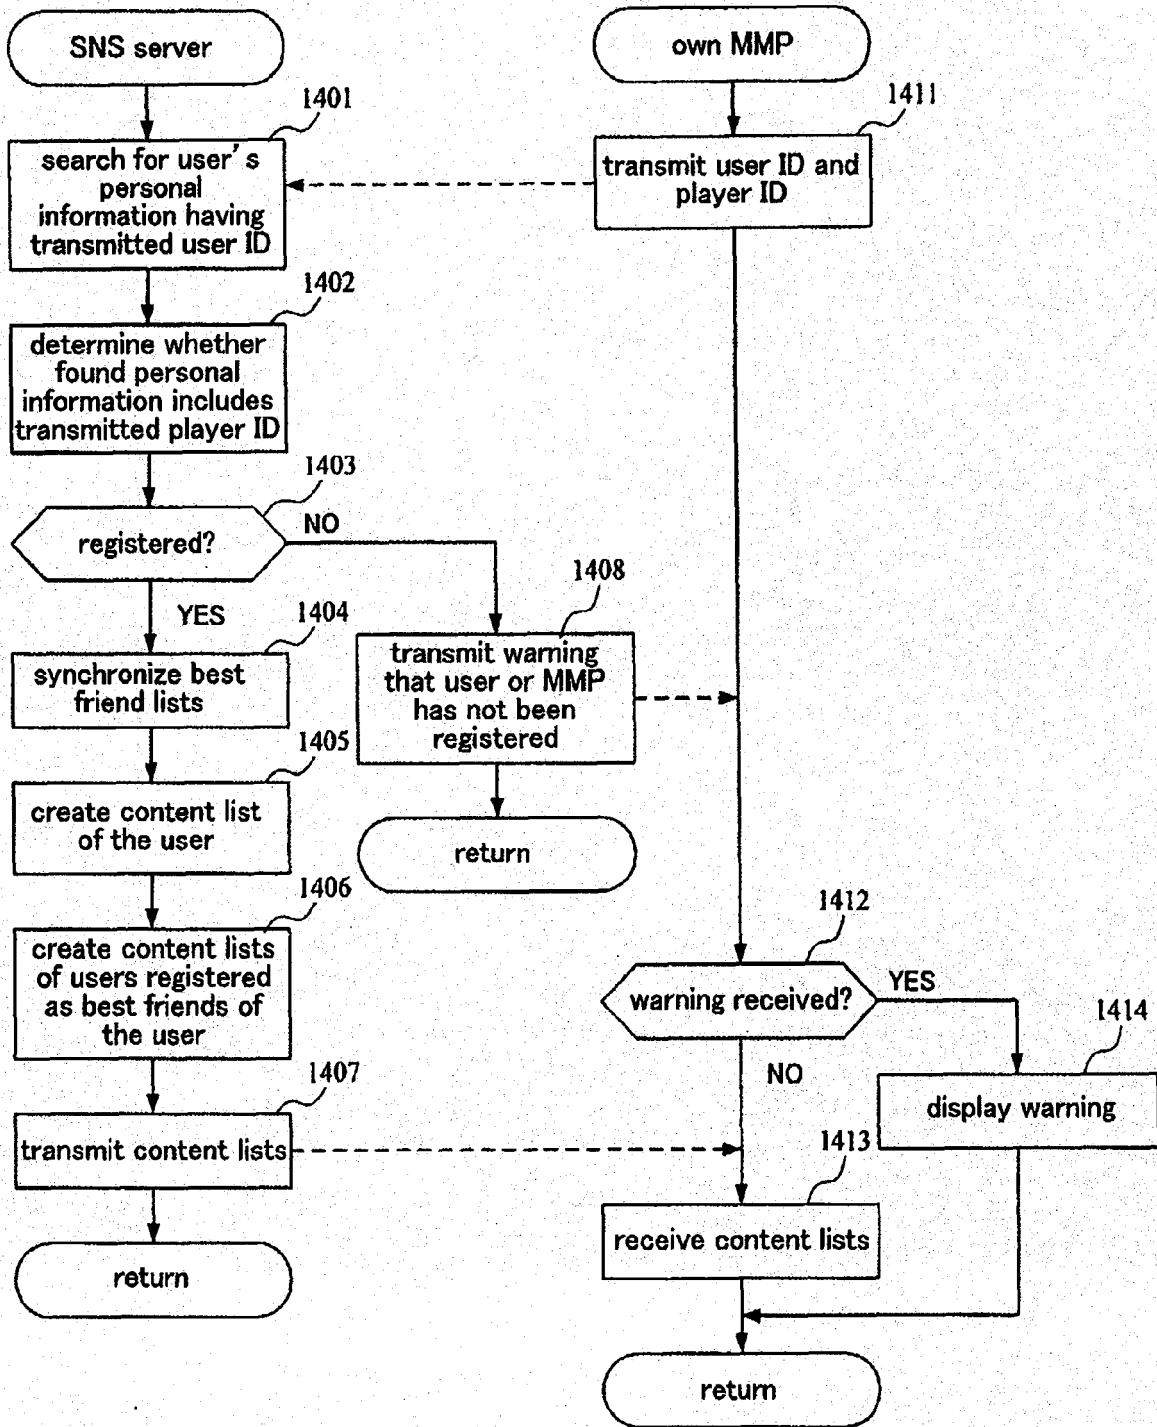 SNS server
1401
search for user's
personal
information having
transmitted user ID
1402
determine whether
found personal
information includes
transmitted player ID
1403
registered?
NO
YES
1404
synchronize best
friend lists
1405
create content list
of the user
1406
create content lists
of users registered
as best friends of
the user
1407
transmit content lists
return
1408
transmit warning
that user or MMP
has not been
registered
return
own MMP
1411
transmit user ID and
player ID
1412
warning received?
YES
NO
1414
display warning
1413
receive content lists
return